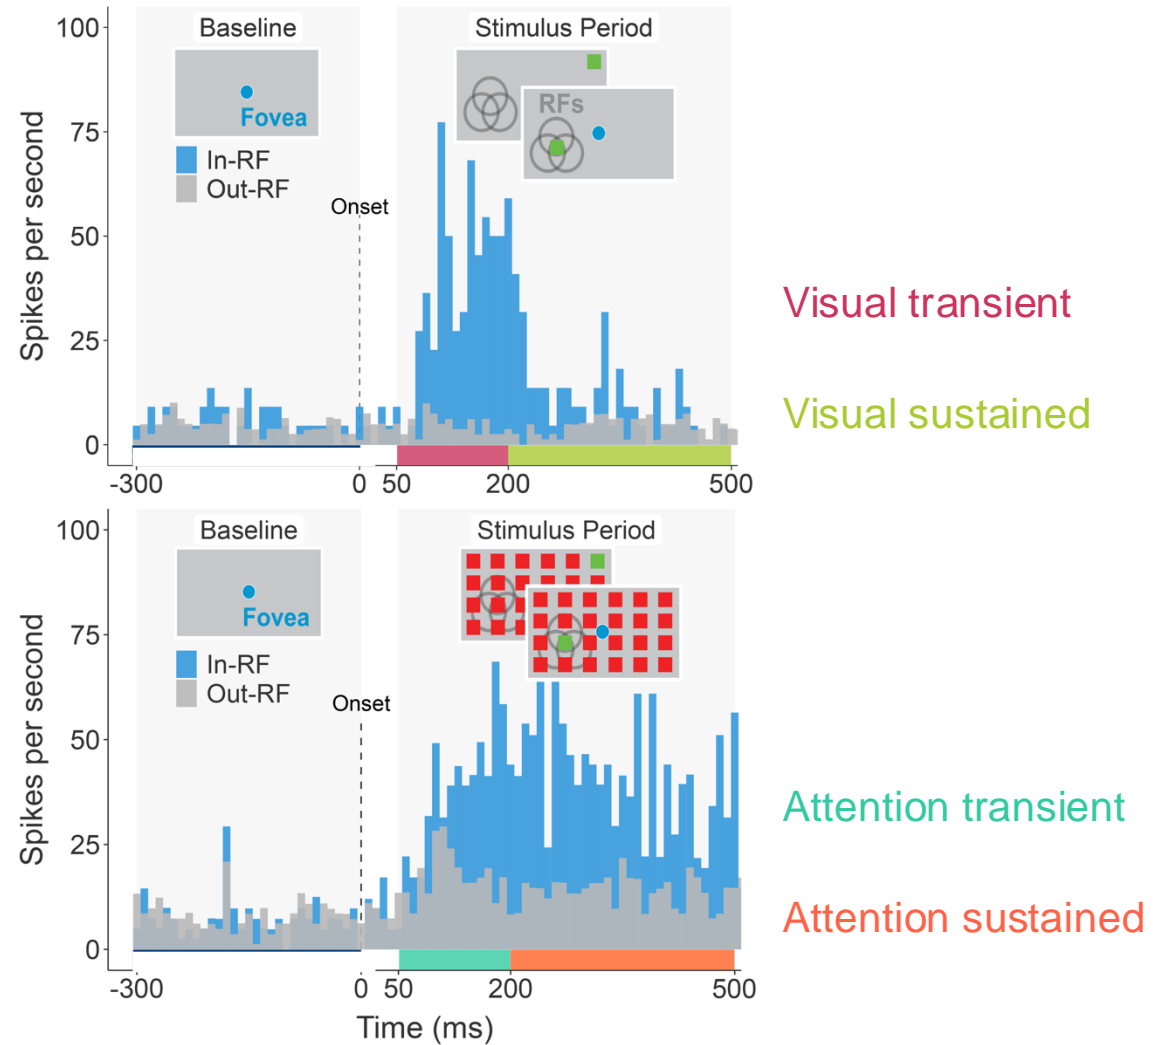 100
75
50
25
0
Spikes per second
Baseline
Fovea
In-RF
Out-RF
Onset
Stimulus Period
RFs
-300
0
50
200
500
Visual transient
Visual sustained
100
75
50
25
0
Spikes per second
Baseline
Fovea
In-RF
Out-RF
Onset
Stimulus Period
-300
0
50
200
500
Time (ms)
Attention transient
Attention sustained